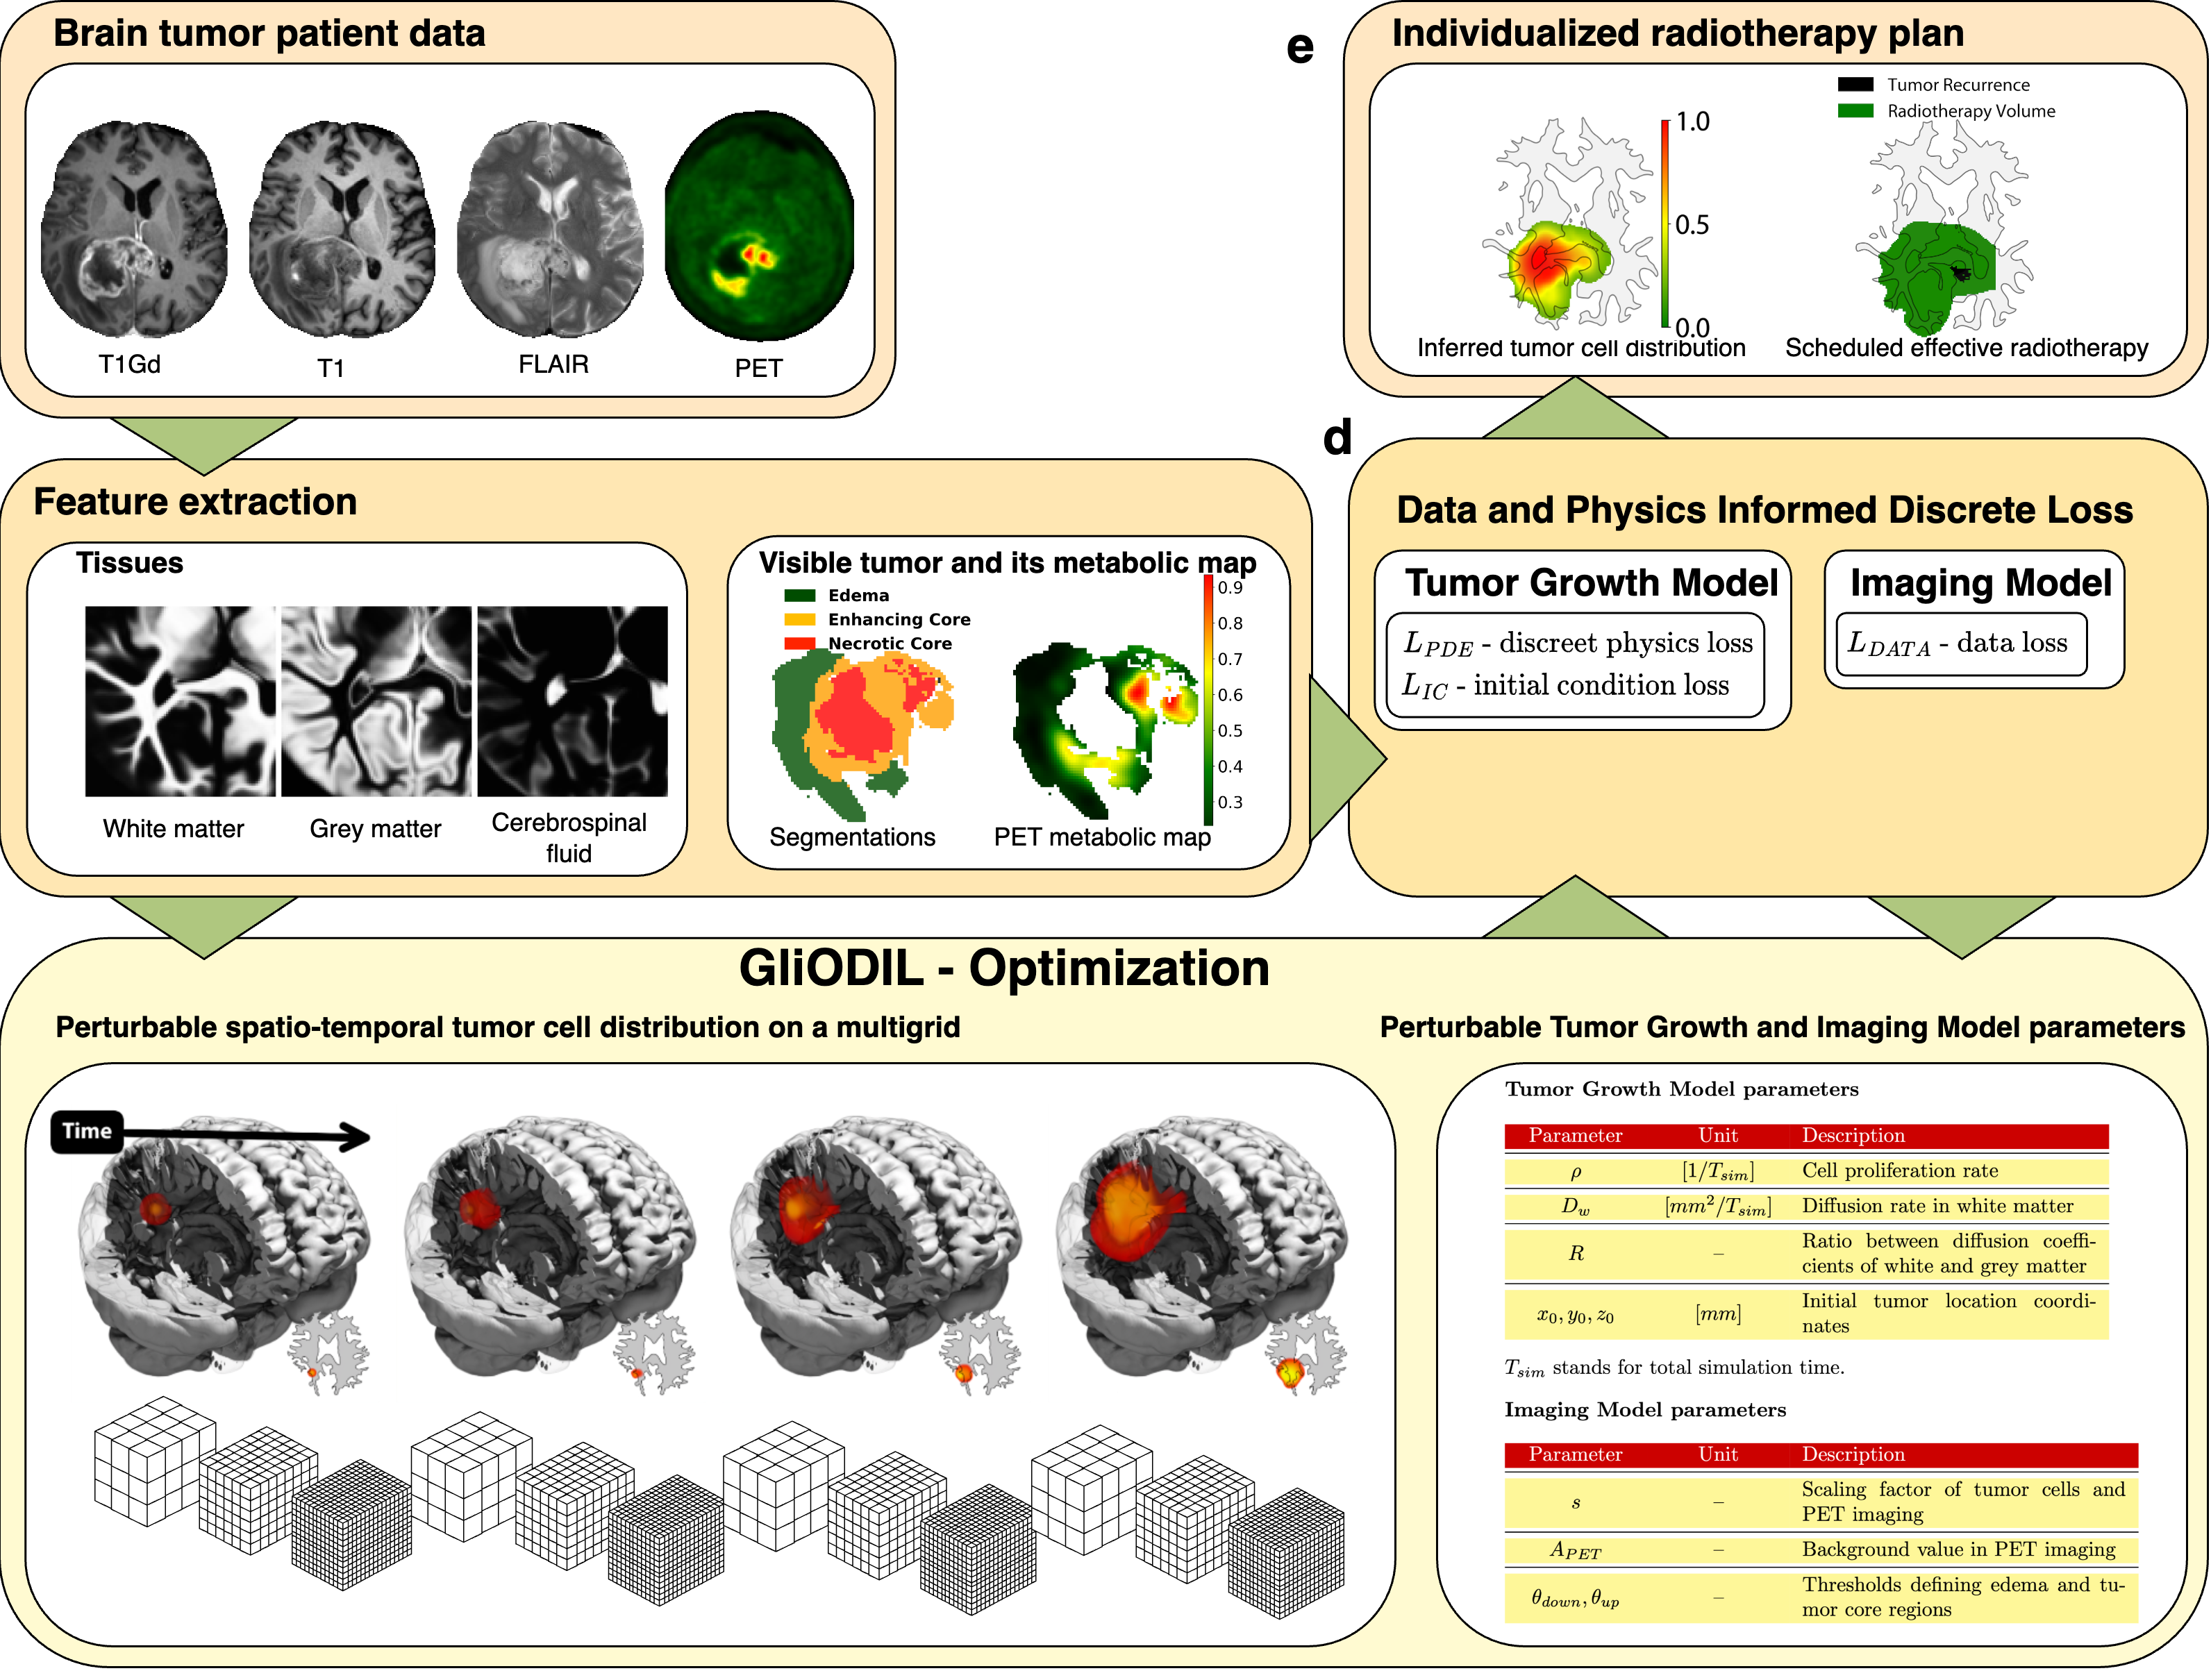 Brain tumor patient data
T1Gd
T1
FLAIR
PET
e
Individualized radiotherapy plan
Tumor Recurrence
Radiotherapy Volume
1.0
0.5
0.0
Inferred tumor cell distribution
Scheduled effective radiotherapy
Feature extraction
Tissues
White matter
Grey matter
Cerebrospinal
fluid
Visible tumor and its metabolic map
Edema
Enhancing Core
Necrotic Core
0.9
0.8
0.7
0.6
0.5
0.4
0.3
Segmentations
PET metabolic map
d
Data and Physics Informed Discrete Loss
Tumor Growth Model
L_{PDE} - discreet physics loss
L_{IC} - initial condition loss
Imaging Model
L_{DATA} - data loss
GliODIL - Optimization
Perturbable spatio-temporal tumor cell distribution on a multigrid
Time
Perturbable Tumor Growth and Imaging Model parameters
Tumor Growth Model parameters
Parameter Unit Description
ρ [1/T_{sim}] Cell proliferation rate
D_w [mm²/T_{sim}] Diffusion rate in white matter
R – Ratio between diffusion coeffi-
cients of white and grey matter
x_0, y_0, z_0 [mm] Initial tumor location coordi-
nates
T_{sim} stands for total simulation time.
Imaging Model parameters
Parameter Unit Description
s – Scaling factor of tumor cells and
PET imaging
A_{PET} – Background value in PET imaging
θ_{down}, θ_{up} – Thresholds defining edema and tu-
mor core regions